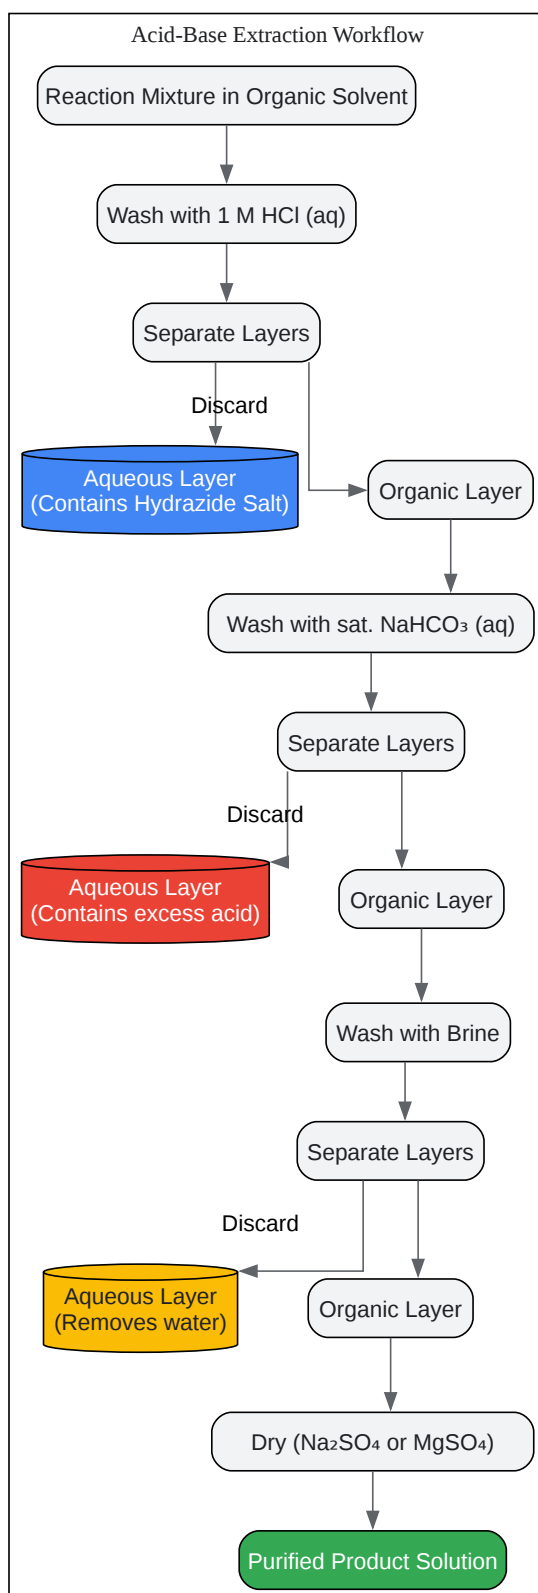 Acid-Base Extraction Workflow
Reaction Mixture in Organic Solvent
Wash with 1 M HCl (aq)
Separate Layers
Discard
Aqueous Layer
(Contains Hydrazide Salt)
Organic Layer
Wash with sat. NaHCO₃ (aq)
Separate Layers
Discard
Aqueous Layer
(Contains excess acid)
Organic Layer
Wash with Brine
Separate Layers
Discard
Aqueous Layer
(Removes water)
Organic Layer
Dry (Na₂SO₄ or MgSO₄)
Purified Product Solution